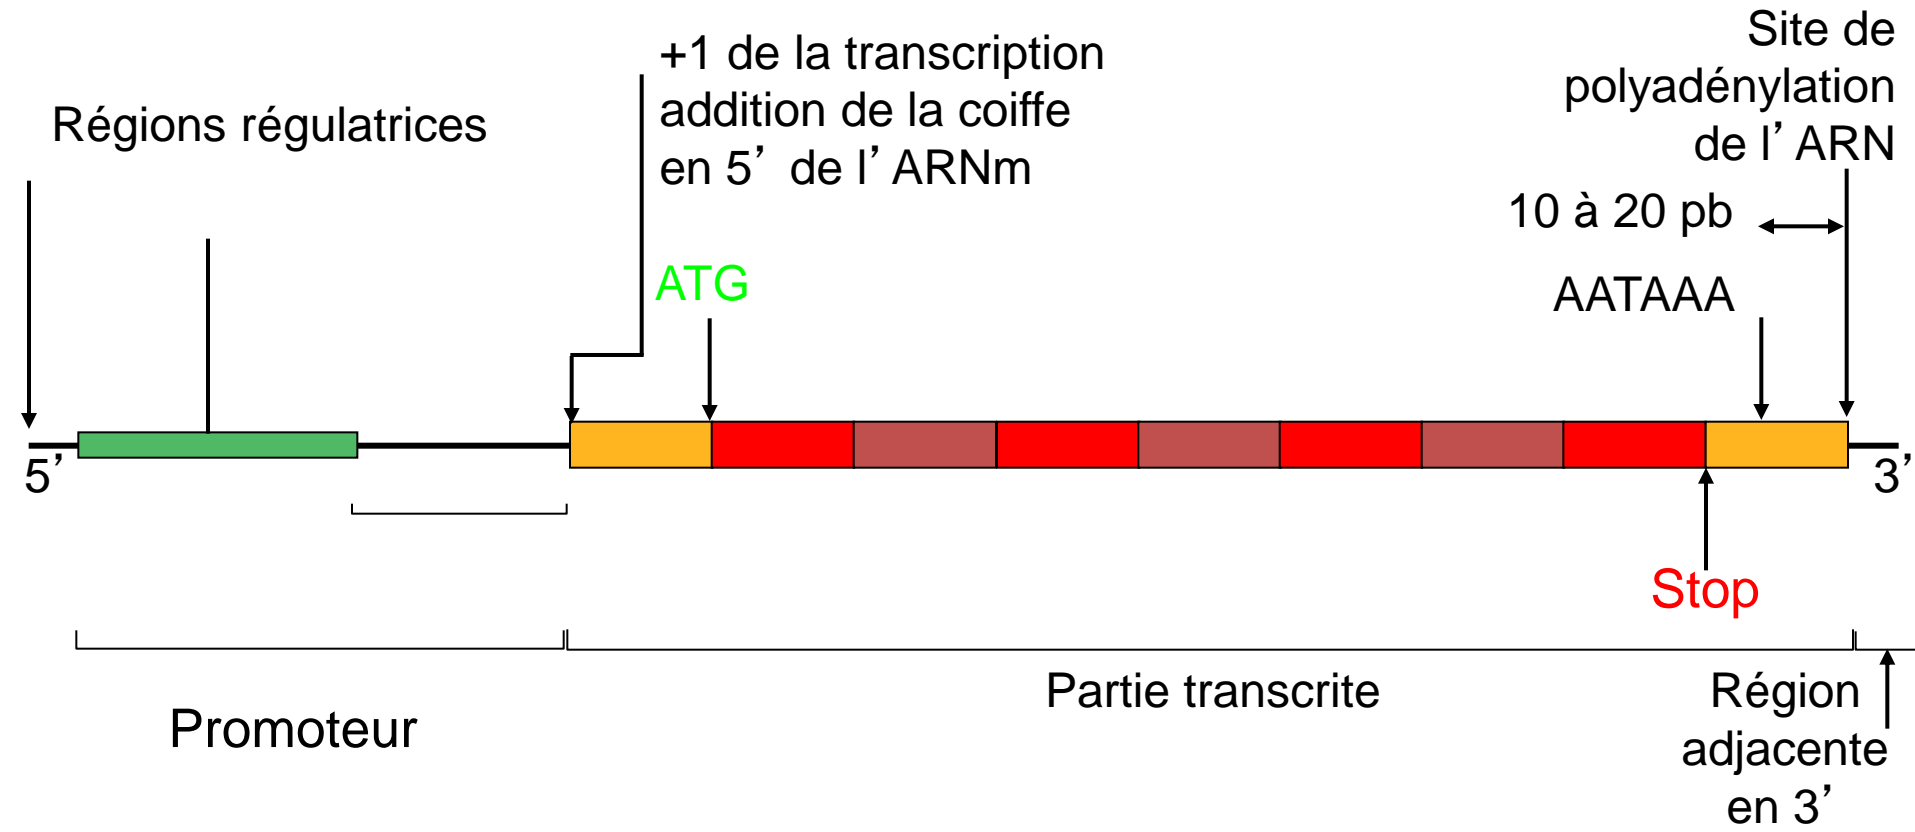 Régions régulatrices
+1 de la transcription
addition de la coiffe
en 5’ de l’ARNm
Site de
polyadénylation
de l’ARN
10 à 20 pb
ATG
AATAAA
5’
3’
Stop
Promoteur
Partie transcrite
Région
adjacente
en 3’